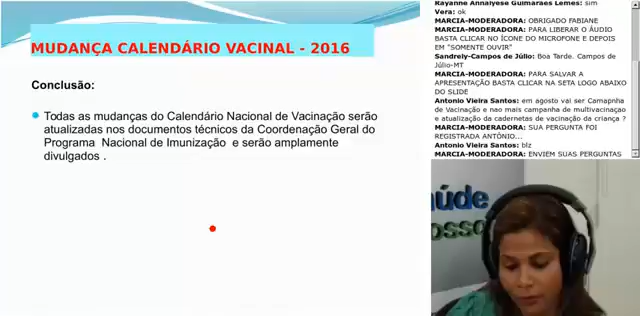 MUDANÇA CALENDÁRIO VACINAL - 2016
Conclusão:
Todas as mudanças do Calendário Nacional de Vacinação serão
atualizadas nos documentos técnicos da Coordenação Geral do
Programa Nacional de Imunização e serão amplamente
divulgados .
Rayanne Annalyese Guimaraes Lemes: sim
Vera: ok
MARCIA-MODERADORA: OBRIGADO FABIANE
MARCIA-MODERADORA: PARA LIBERAR O ÁUDIO
BASTA CLICAR NO ÍCONE DO MICROFONE E DEPOIS
EM "SOMENTE OUVIR"
Sandrely-Campos de Júlio: Boa Tarde. Campos de
Júlio-MT
MARCIA-MODERADORA: PARA SALVAR A
APRESENTAÇÃO BASTA CLICAR NA SETA LOGO ABAIXO
DO SLIDE
Antonio Vieira Santos: em agosto vai ser Camapnha
de Vacinação e nao mais campanha de multivacinaçao
e atualização da cadernetas de vacinação da criança ?
MARCIA-MODERADORA: SUA PERGUNTA FOI
REGISTRADA ANTÔNIO...
Antonio Vieira Santos: blz
MARCIA-MODERADORA: ENVIEM SUAS PERGUNTAS
aúde